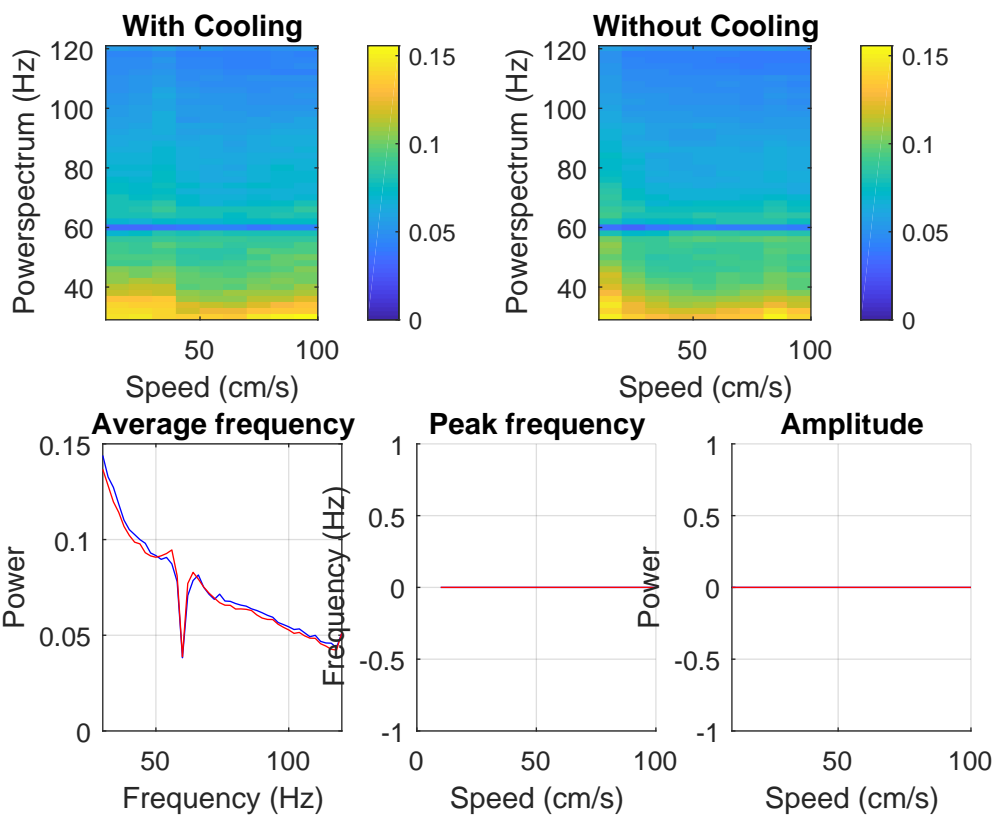 With Cooling
Powerspectrum (Hz)
120
100
80
60
40
50
100
Speed (cm/s)
0.15
0.1
0.05
0
Without Cooling
Powerspectrum (Hz)
120
100
80
60
40
50
100
Speed (cm/s)
0.15
0.1
0.05
0
Average frequency
Power
0.15
0.1
0.05
0
50
100
Frequency (Hz)
Peak frequency
Frequency (Hz)
1
0.5
0
-0.5
-1
0
50
100
Speed (cm/s)
Amplitude
Power
1
0.5
0
-0.5
-1
50
100
Speed (cm/s)